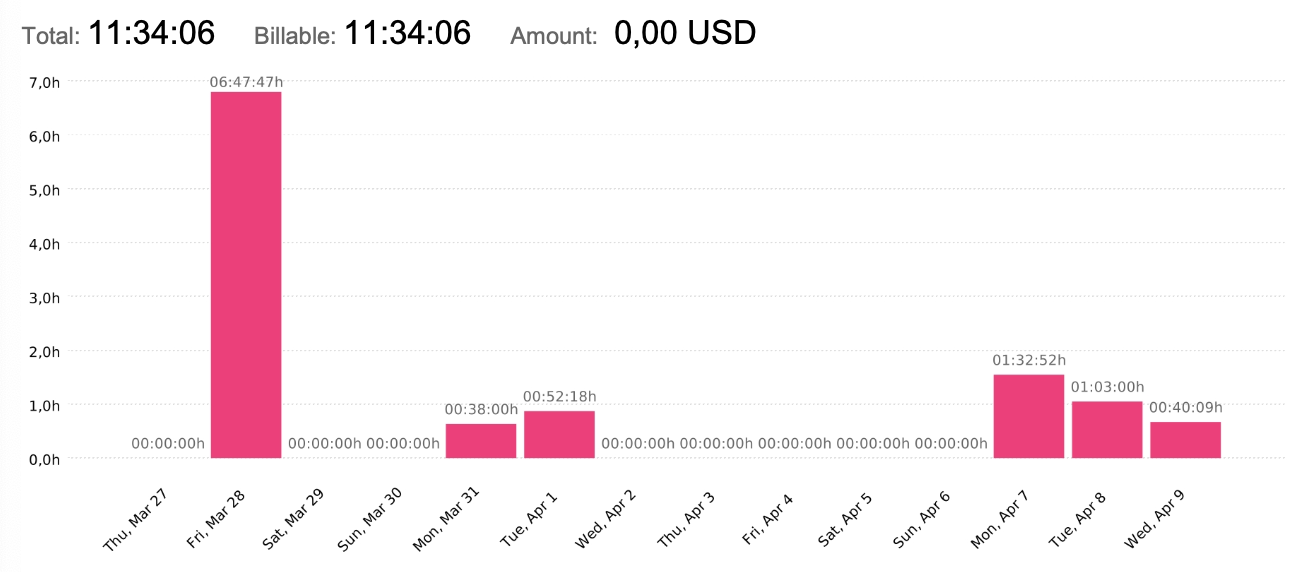 Total: 11:34:06 Billable: 11:34:06 Amount: 0,00 USD
7,0h
06:47:47h
6,0h
5,0h
4,0h
3,0h
2,0h
01:32:52h
01:03:00h
1,0h
00:38:00h 00:52:18h 00:40:09h
00:00:00h 00:00:00h 00:00:00h 00:00:00h 00:00:00h 00:00:00h 00:00:00h 00:00:00h
0,0h
Thu, Mar 27 Fri, Mar 28 Sat, Mar 29 Sun, Mar 30 Mon, Mar 31 Tue, Apr 1 Wed, Apr 2 Thu, Apr 3 Fri, Apr 4 Sat, Apr 5 Sun, Apr 6 Mon, Apr 7 Tue, Apr 8 Wed, Apr 9